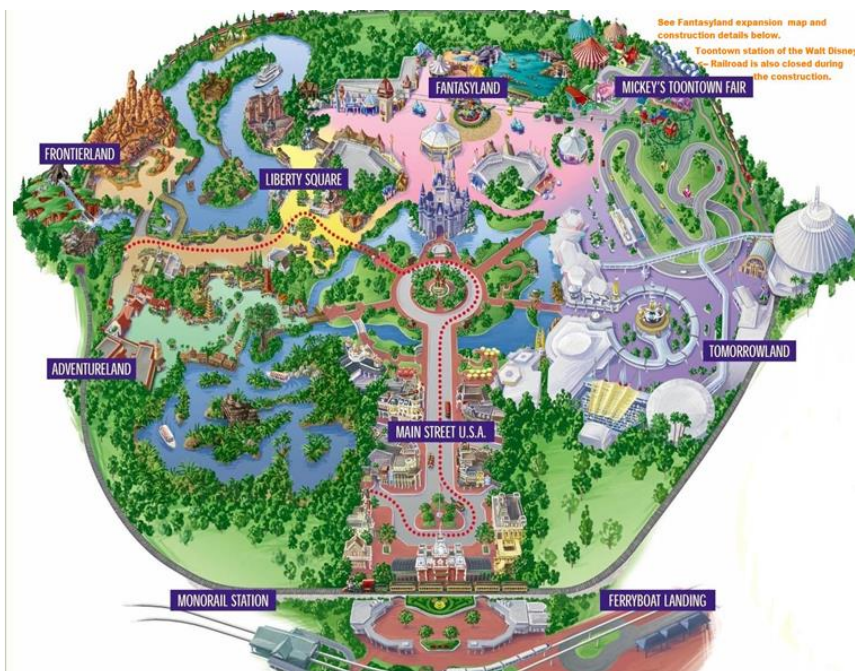 See Fantasyland expansion map and
construction details below.
Toontown station of the Walt Disney
<-- Railroad is also closed during
the construction.
FANTASYLAND
MICKEY'S TOONTOWN FAIR
FRONTIERLAND
LIBERTY SQUARE
ADVENTURELAND
TOMORROWLAND
MAIN STREET U.S.A.
MONORAIL STATION
FERRYBOAT LANDING